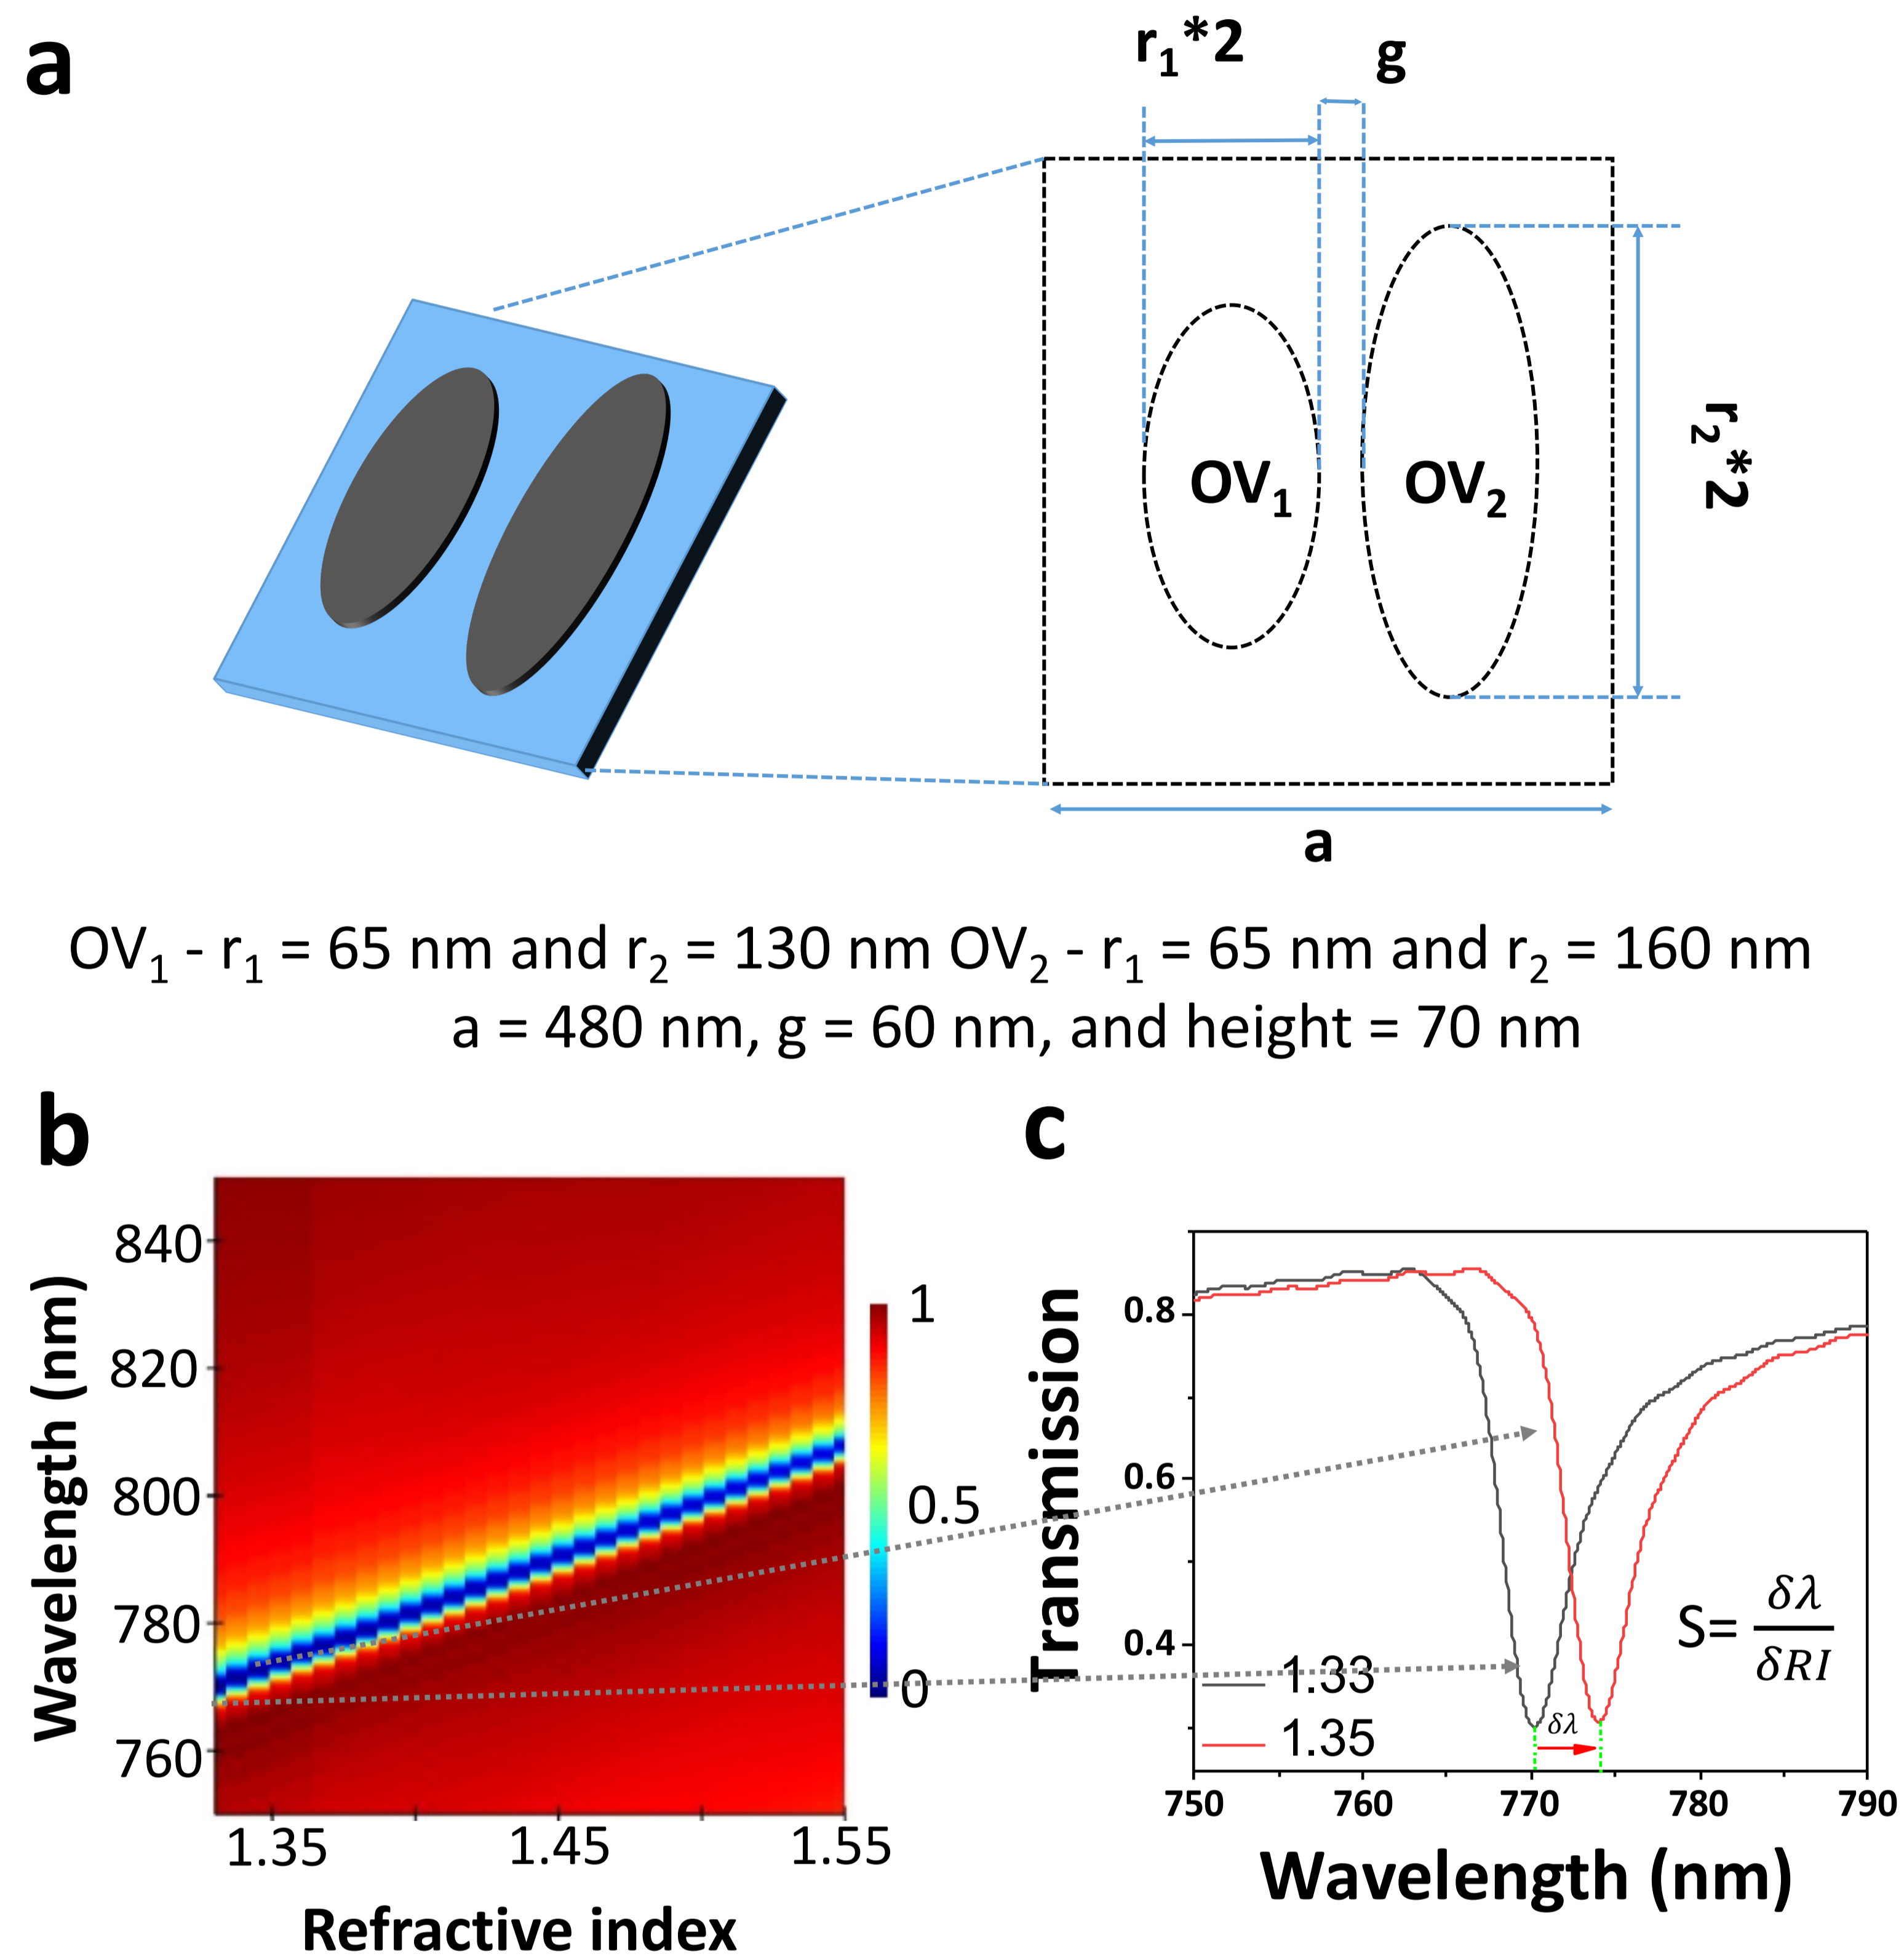 a
r₁*2
g
OV₁
OV₂
r₂*2
a
OV₁ - r₁ = 65 nm and r₂ = 130 nm OV₂ - r₁ = 65 nm and r₂ = 160 nm
a = 480 nm, g = 60 nm, and height = 70 nm
b
Wavelength (nm)
840
820
800
780
760
1.35
1.45
1.55
Refractive index
1
0.5
0
c
Transmission
0.8
0.6
0.4
1.33
1.35
δλ
S= δλ
δRI
750
760
770
780
790
Wavelength (nm)